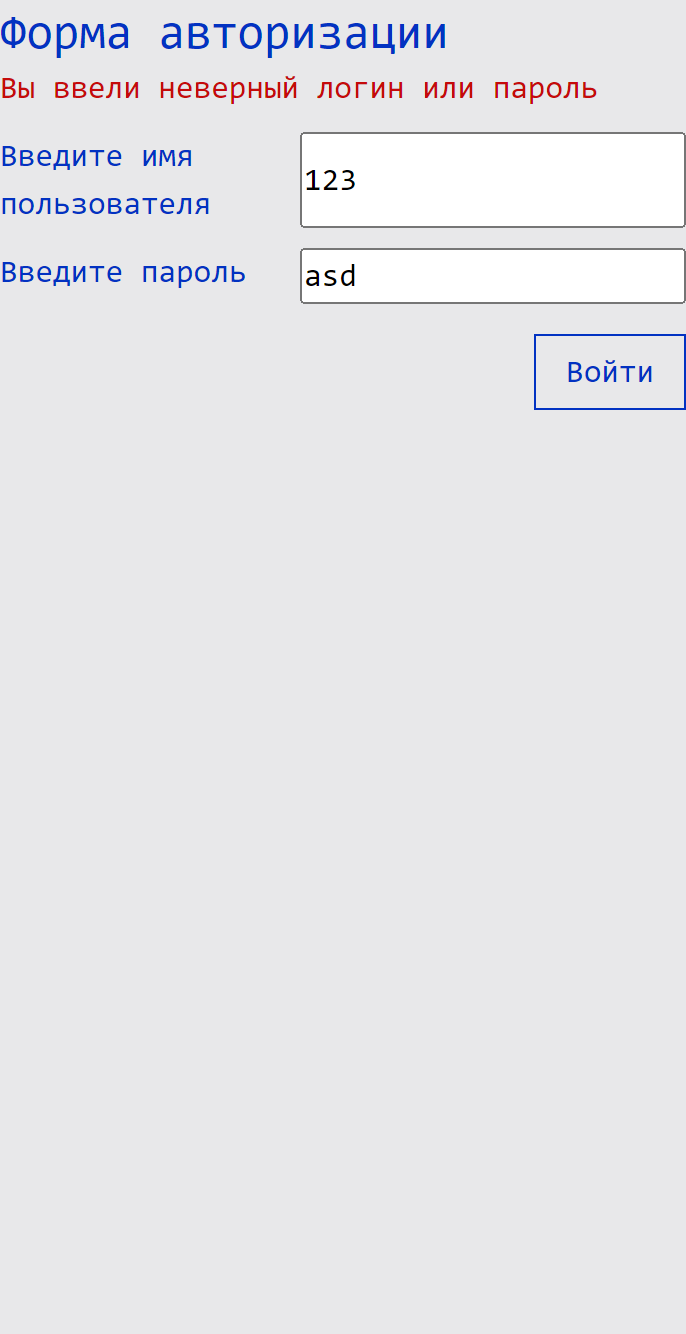 Форма авторизации
Вы ввели неверный логин или пароль
Введите имя
пользователя
123
Введите пароль
asd
Войти